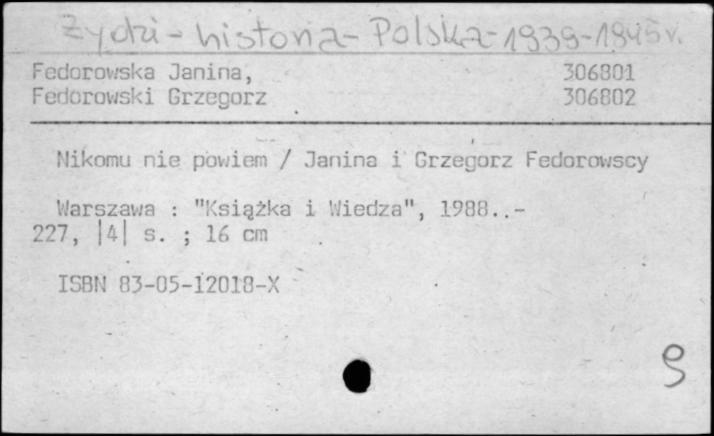 Żydzi - historia - Polska - 1939-1945 r.
Fedorowska Janina, 306801
Fedorowski Grzegorz 306802
Nikomu nie powiem / Janina i Grzegorz Fedorowscy
Warszawa : "Książka i Wiedza", 1988..-
227, |4| s. ; 16 cm
ISBN 83-05-12018-X